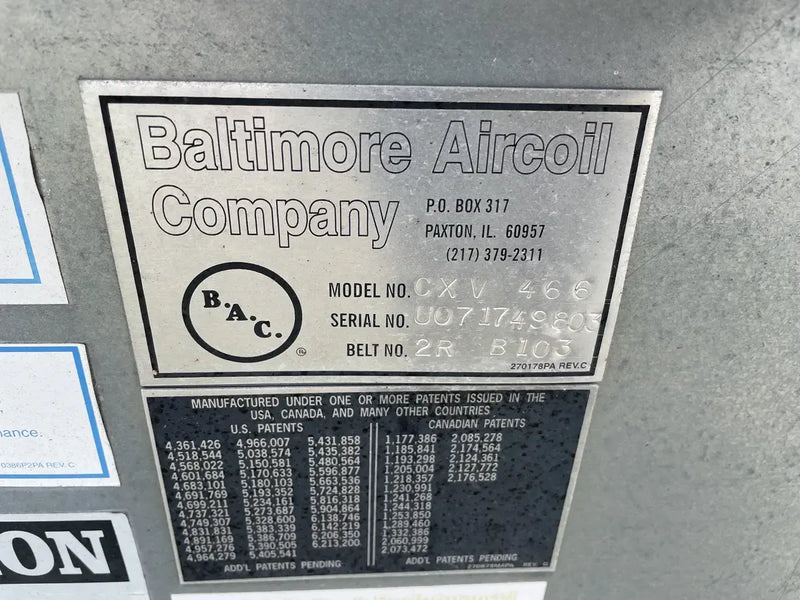 Baltimore Aircoil
Company
P.O. BOX 317
PAXTON, IL. 60957
(217) 379-2311
B.A.C.
®
MODEL NO. CXV 466
SERIAL NO. U071749803
BELT NO. 2R B103
270178PA REV.C
MANUFACTURED UNDER ONE OR MORE PATENTS ISSUED IN THE
USA, CANADA, AND MANY OTHER COUNTRIES
U.S. PATENTS
4,361,426 4,966,007 5,431,858
4,518,544 5,038,574 5,435,382
4,568,022 5,150,581 5,480,564
4,601,684 5,170,633 5,596,877
4,683,101 5,180,103 5,663,536
4,691,769 5,193,352 5,724,828
4,699,211 5,234,161 5,816,318
4,737,321 5,273,687 5,904,864
4,749,307 5,328,600 6,138,746
4,831,831 5,383,339 6,142,219
4,891,169 5,386,709 6,206,350
4,957,276 5,390,505 6,213,200
4,964,279 5,405,541
ADD'L PATENTS PENDING
CANADIAN PATENTS
1,177,386 2,085,278
1,185,841 2,174,564
1,193,298 2,124,361
1,205,004 2,127,772
1,218,357 2,176,528
1,230,991
1,241,268
1,244,318
1,253,850
1,289,460
1,332,386
2,060,999
2,073,472
ADD'L PATENTS PENDING
nance.
0386P2PA REV. C
ION